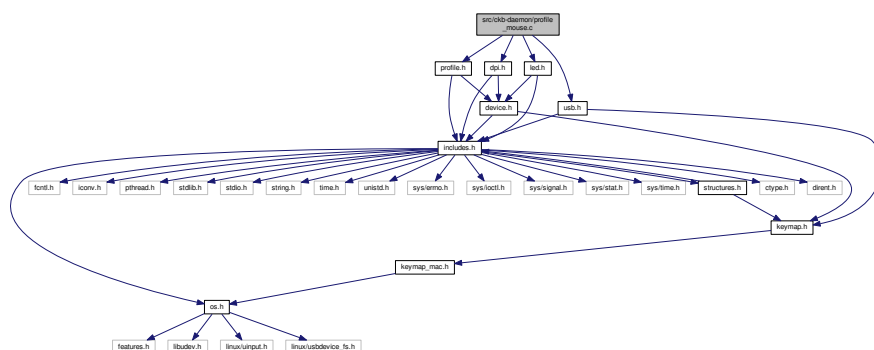 src/ckb-daemon/profile
_mouse.c
profile.h
dpi.h
led.h
device.h
usb.h
includes.h
fcntl.h
iconv.h
pthread.h
stdlib.h
stdio.h
string.h
time.h
unistd.h
sys/errno.h
sys/ioctl.h
sys/signal.h
sys/stat.h
sys/time.h
structures.h
ctype.h
dirent.h
keymap.h
keymap_mac.h
os.h
features.h
libudev.h
linux/uinput.h
linux/usbdevice_fs.h